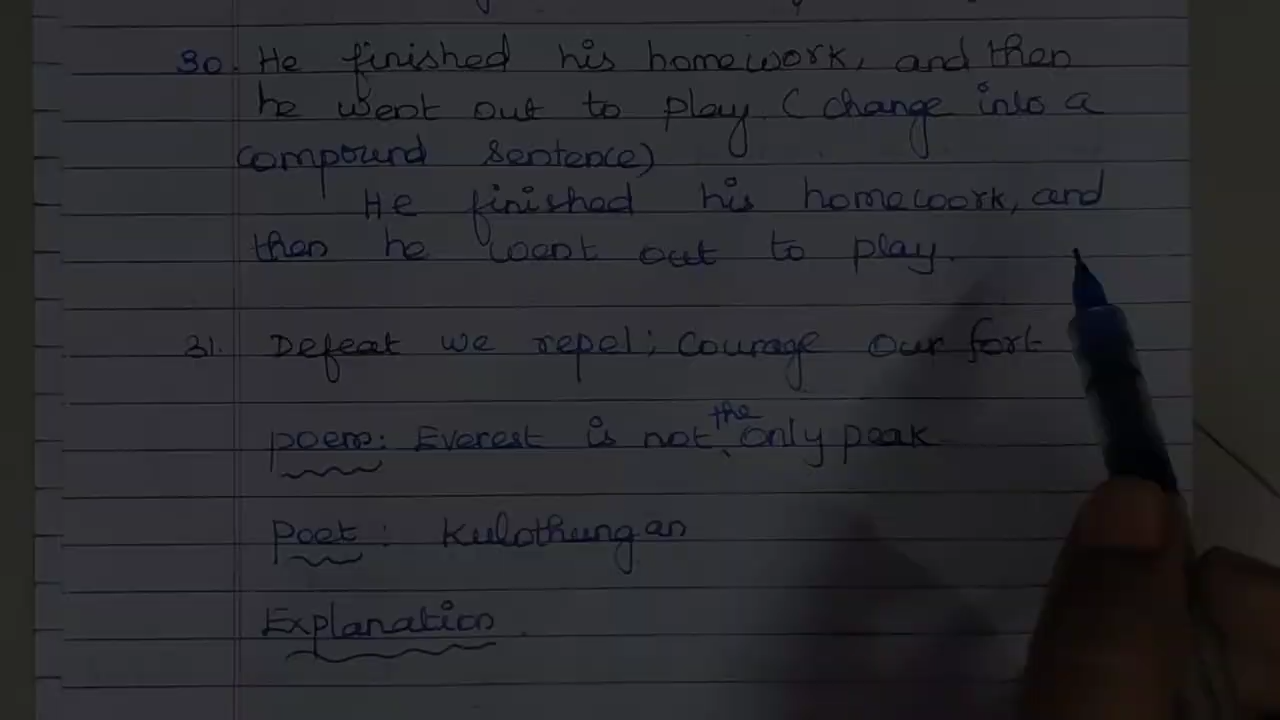 30. He finished his homework, and then
he went out to play. (change into a
compound sentence)
He finished his homework, and
then he went out to play.
31. Defeat we repel; courage our fort
poem: Everest is not the only peak
Poet: Kulothungan
Explanation